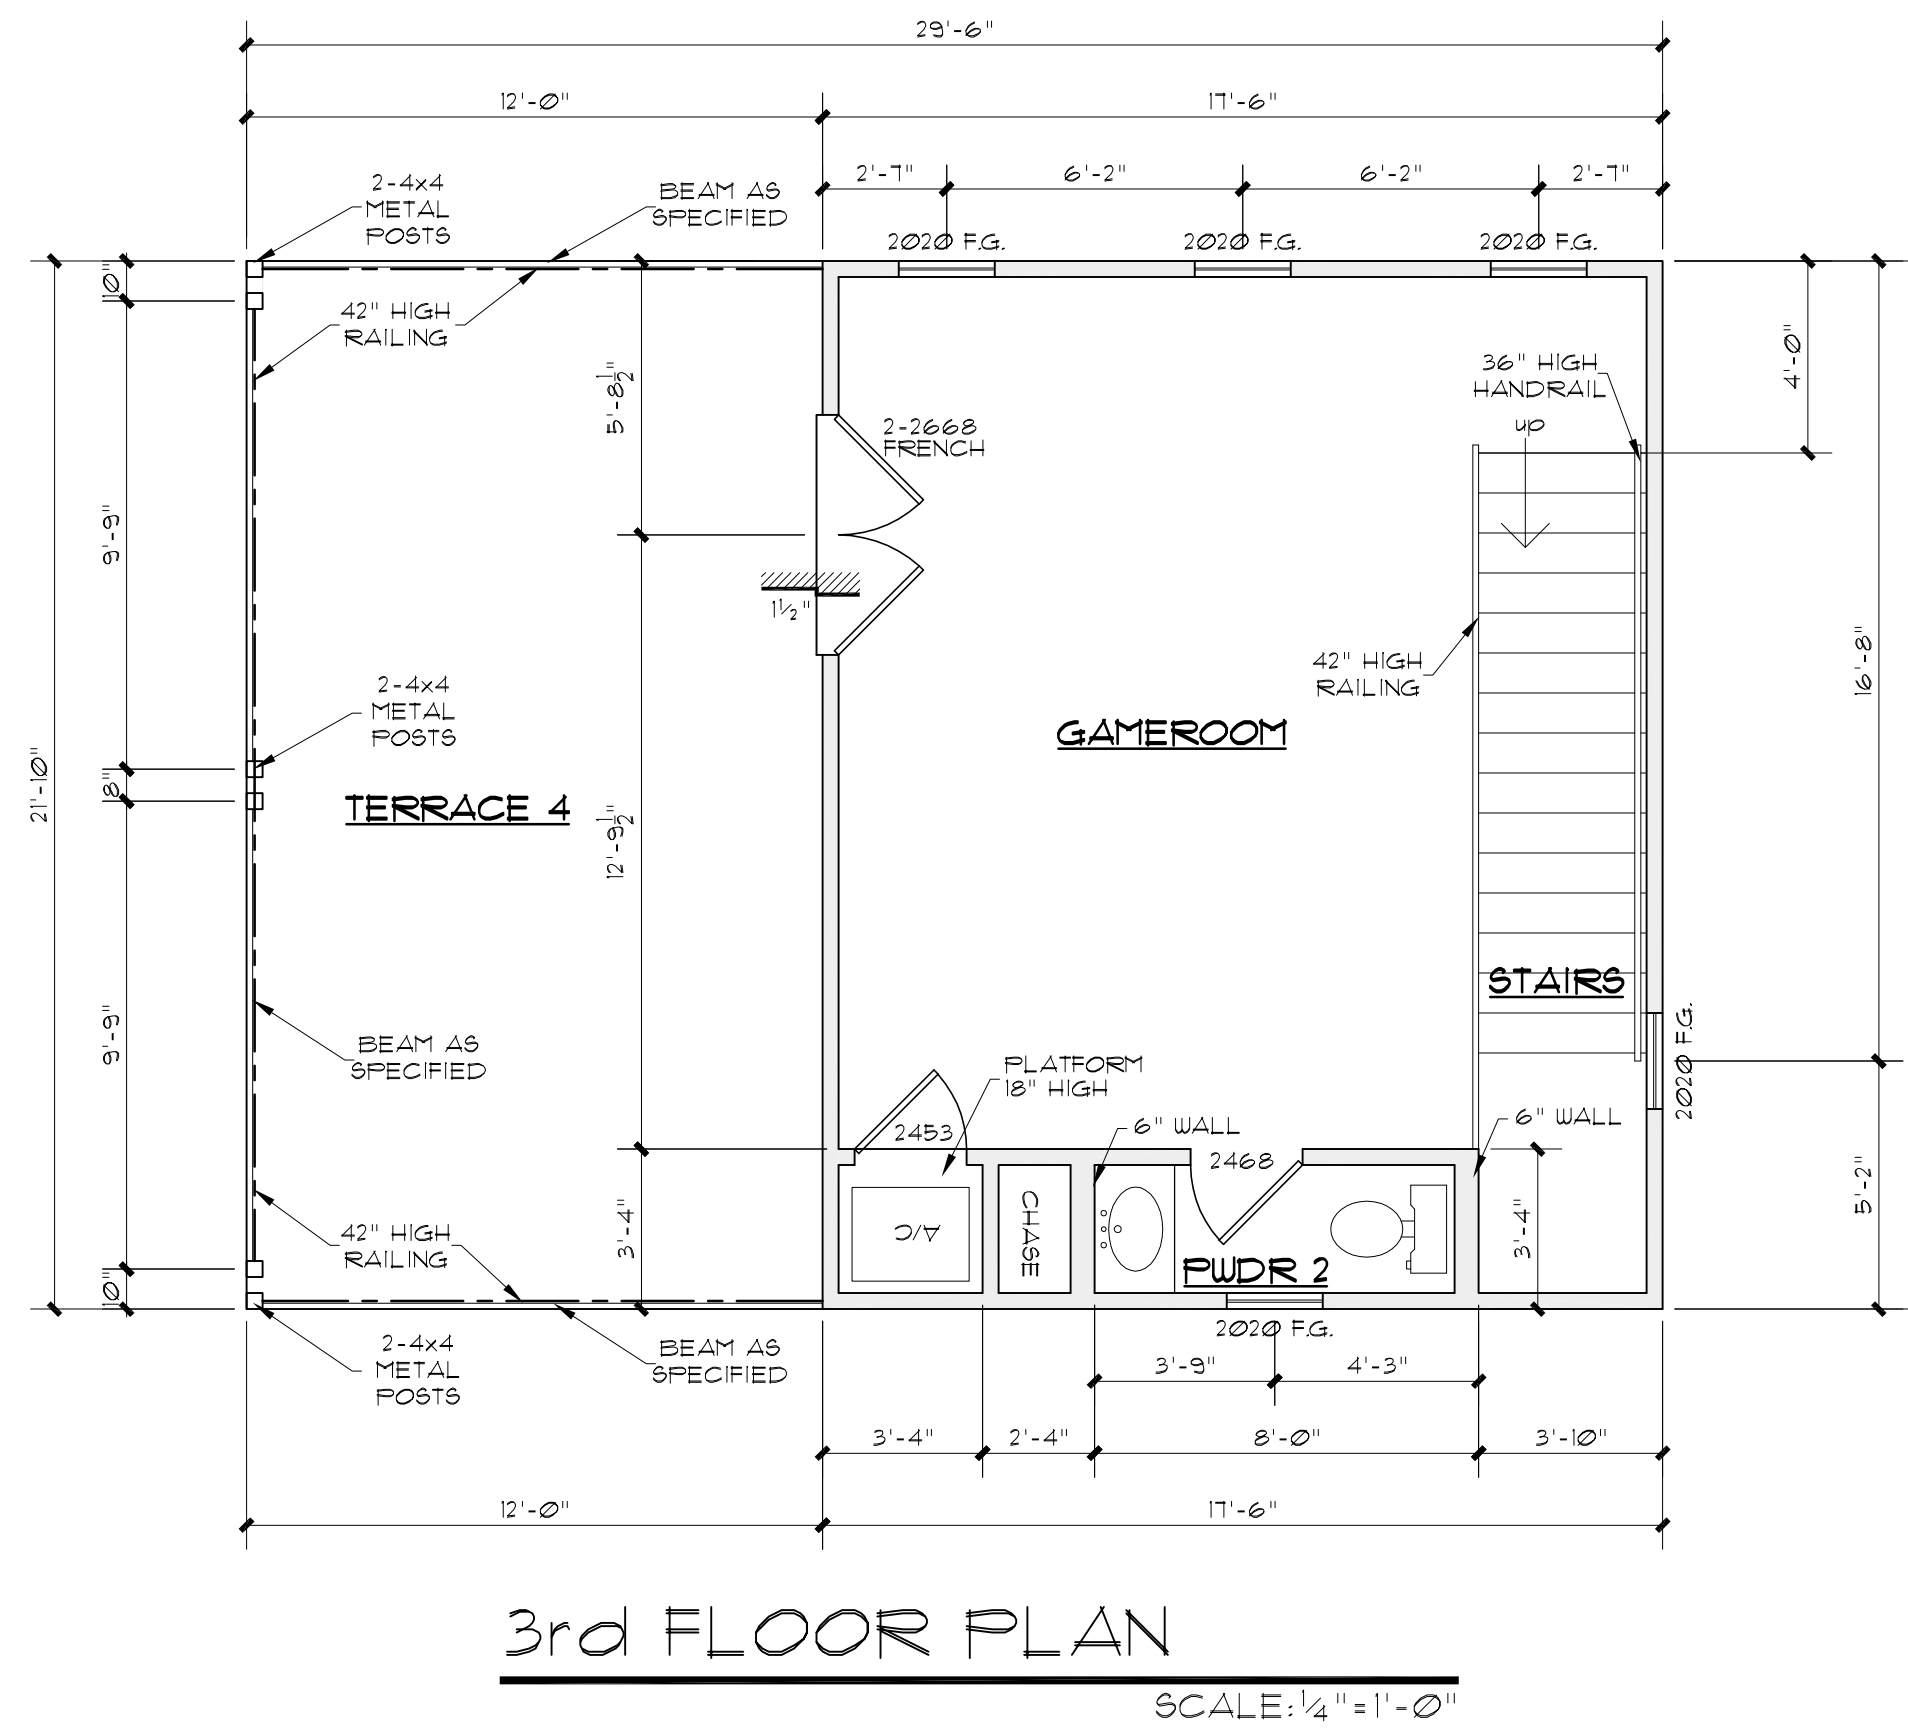 29'-6"
12'-0"
17'-6"
2'-7"
6'-2"
6'-2"
2'-7"
2-4x4
METAL
POSTS
BEAM AS
SPECIFIED
2020 F.G.
2020 F.G.
2020 F.G.
10"
42" HIGH
RAILING
5'-8 1/2"
36" HIGH
HANDRAIL
4'-0"
up
2-2668
FRENCH
9'-9"
1 1/2"
42" HIGH
RAILING
16'-8"
2-4x4
METAL
POSTS
GAMEROOM
21'-10"
8"
TERRACE 4
12'-9 1/2"
STAIRS
9'-9"
BEAM AS
SPECIFIED
2020 F.G.
PLATFORM
18" HIGH
2453
6" WALL
2468
6" WALL
5'-2"
42" HIGH
RAILING
3'-4"
A/C
CHASE
3'-4"
PWDR 2
10"
2020 F.G.
2-4x4
METAL
POSTS
BEAM AS
SPECIFIED
3'-9"
4'-3"
3'-4"
2'-4"
8'-0"
3'-10"
12'-0"
17'-6"
3rd FLOOR PLAN
SCALE: 1/4" = 1'-0"